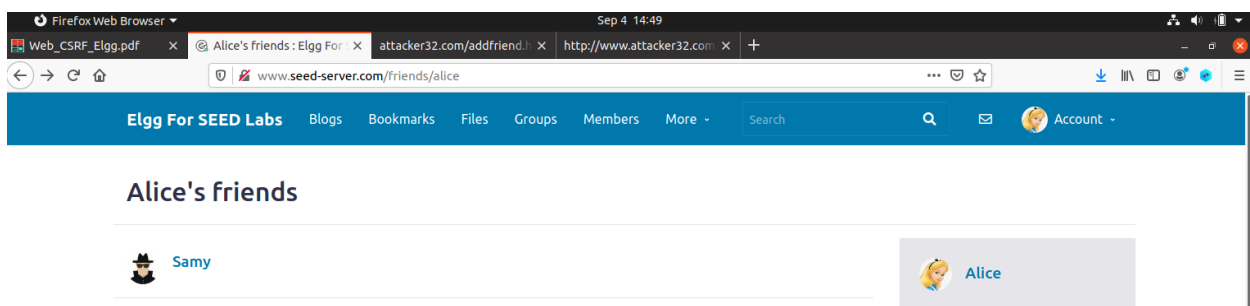 Firefox Web Browser
Sep 4 14:49
Web_CSRF_Elgg.pdf
Alice's friends : Elgg For S
attacker32.com/addfriend.h
http://www.attacker32.com
www.seed-server.com/friends/alice
Elgg For SEED Labs Blogs Bookmarks Files Groups Members More Search Account
Alice's friends
Samy
Alice